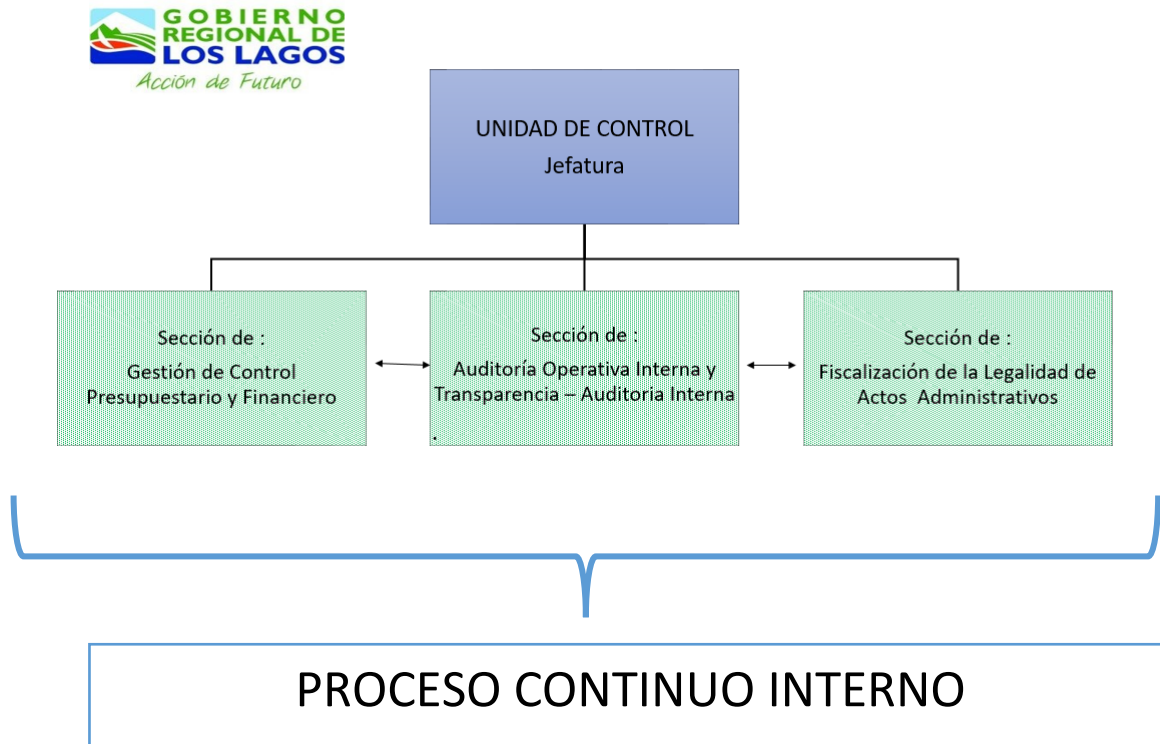 GOBIERNO
REGIONAL DE
LOS LAGOS
Acción de Futuro
UNIDAD DE CONTROL
Jefatura
Sección de :
Gestión de Control
Presupuestario y Financiero
Sección de :
Auditoría Operativa Interna y
Transparencia – Auditoria Interna
.
Sección de :
Fiscalización de la Legalidad de
Actos Administrativos
PROCESO CONTINUO INTERNO